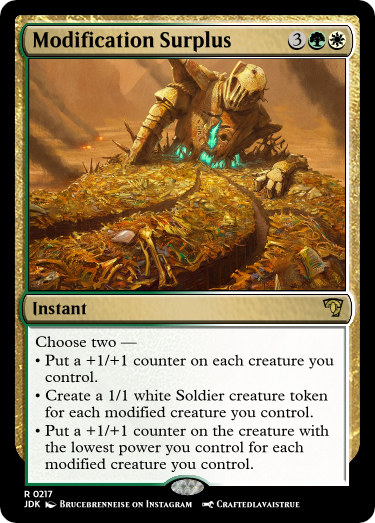 Modification Surplus 3
Instant
Choose two —
• Put a +1/+1 counter on each creature you
control.
• Create a 1/1 white Soldier creature token
for each modified creature you control.
• Put a +1/+1 counter on the creature with
the lowest power you control for each
modified creature you control.
R 0217
JDK Brucebrenneise on Instagram Craftedlavaistrue